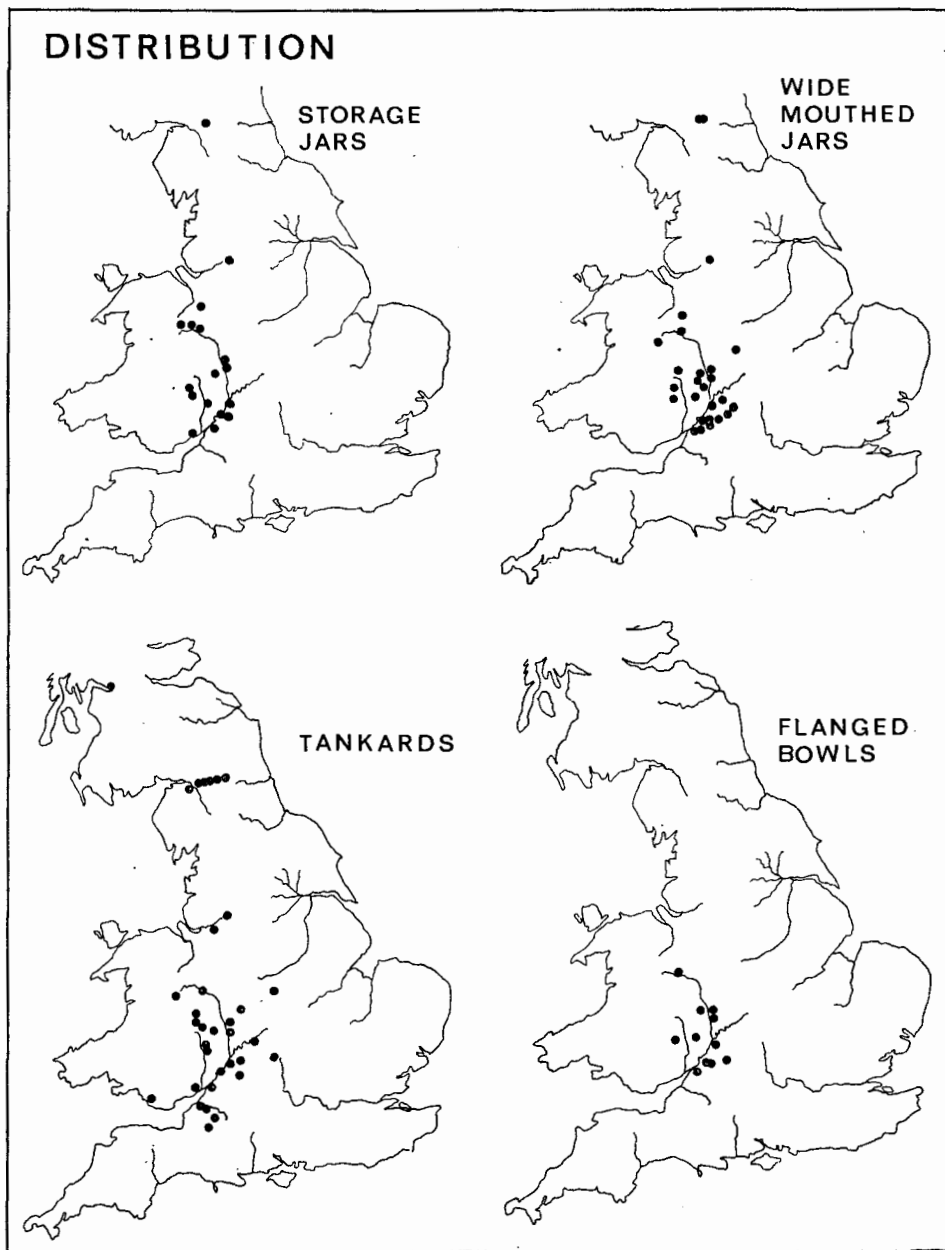 DISTRIBUTION
STORAGE
JARS
WIDE
MOUTHED
JARS
TANKARDS
FLANGED
BOWLS